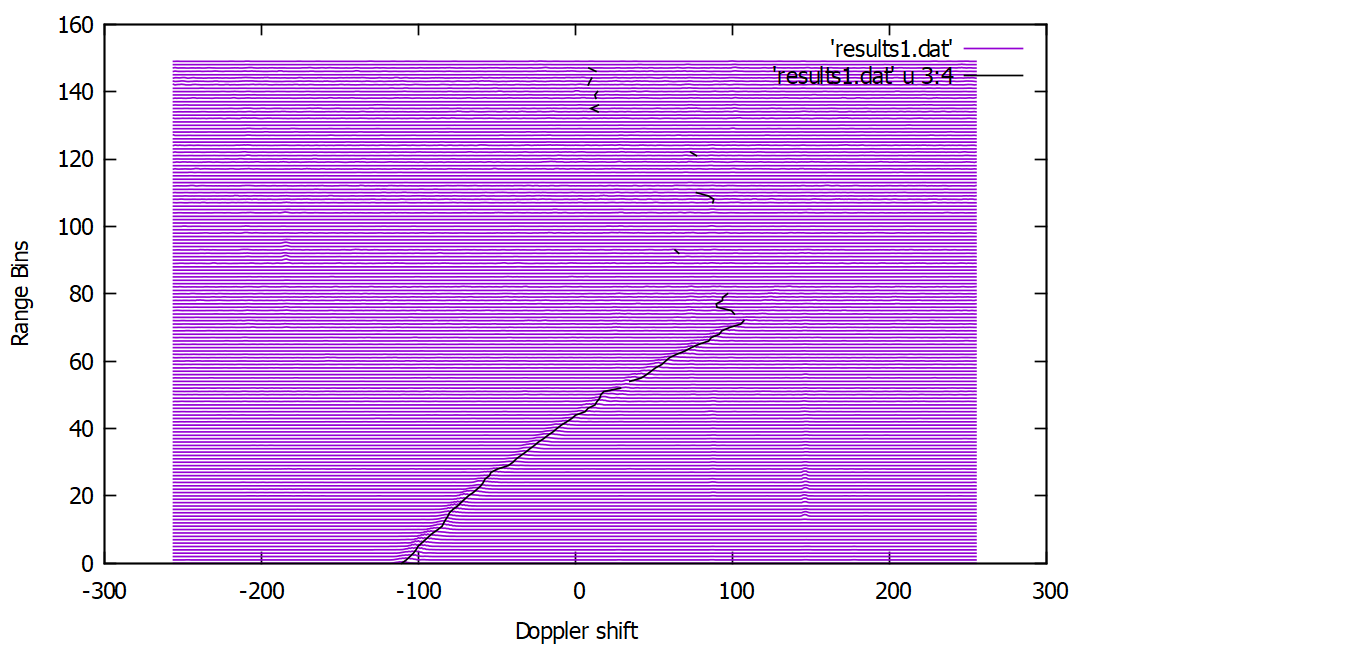 160
'results1.dat'
'results1.dat' u 3:4
140
120
100
80
60
40
20
0
Range Bins
-300 -200 -100 0 100 200 300
Doppler shift